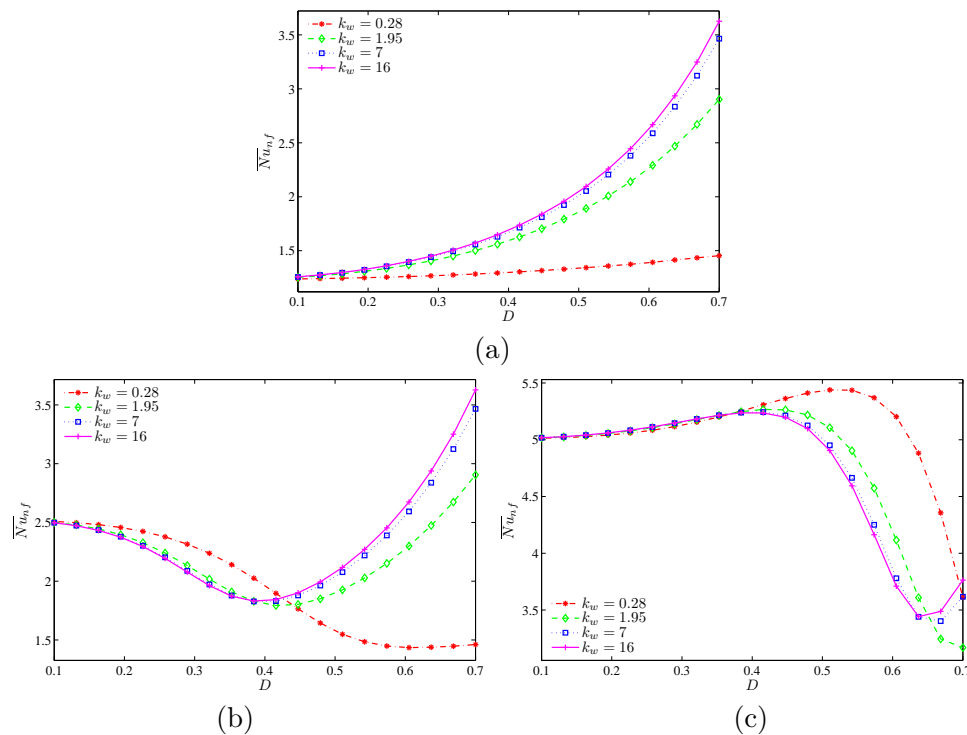 k_w = 0.28
k_w = 1.95
k_w = 7
k_w = 16
3.5
3
2.5
2
1.5
\overline{Nu}_{nf}
0.1 0.2 0.3 0.4 0.5 0.6 0.7
D
(a)
k_w = 0.28
k_w = 1.95
k_w = 7
k_w = 16
3.5
2.5
1.5
\overline{Nu}_{nf}
0.1 0.2 0.3 0.4 0.5 0.6 0.7
D
(b)
5.5
5.0
4.5
3.5
\overline{Nu}_{nf}
k_w = 0.28
k_w = 1.95
k_w = 7
k_w = 16
0.1 0.2 0.3 0.4 0.5 0.6 0.7
D
(c)